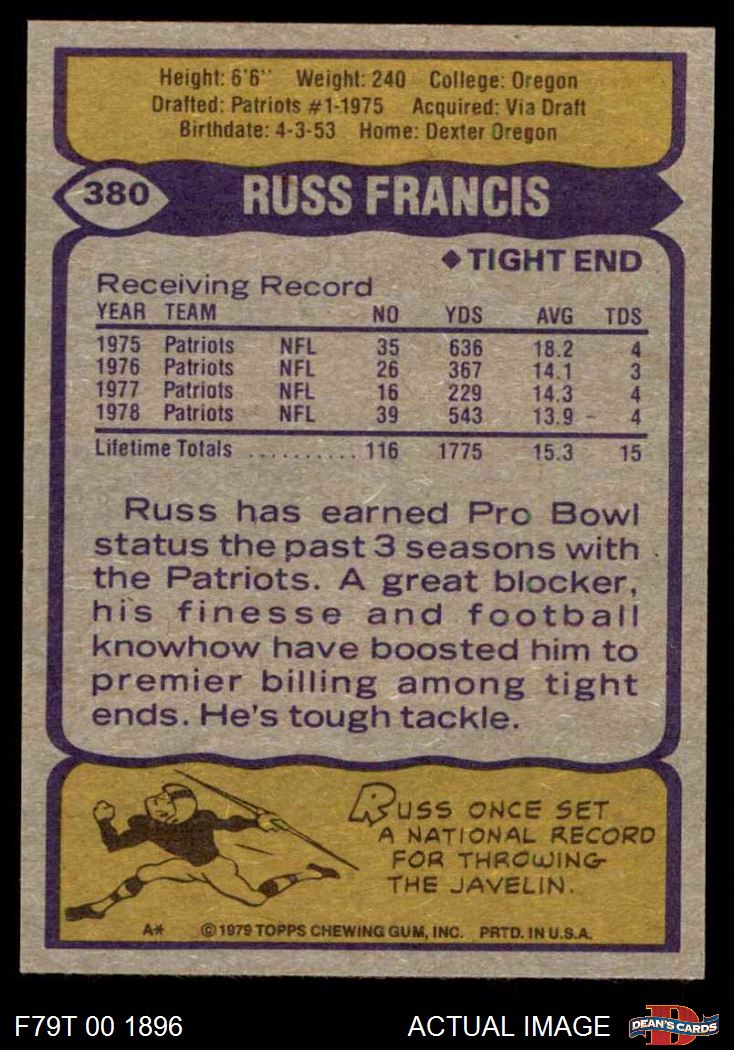 Height: 6'6" Weight: 240 College: Oregon
Drafted: Patriots #1-1975 Acquired: Via Draft
Birthdate: 4-3-53 Home: Dexter Oregon
380 RUSS FRANCIS
◆ TIGHT END
Receiving Record
YEAR TEAM NO YDS AVG TDS
1975 Patriots NFL 35 636 18.2 4
1976 Patriots NFL 26 367 14.1 3
1977 Patriots NFL 16 229 14.3 4
1978 Patriots NFL 39 543 13.9 4
Lifetime Totals .......... 116 1775 15.3 15
Russ has earned Pro Bowl
status the past 3 seasons with
the Patriots. A great blocker,
his finesse and football
knowhow have boosted him to
premier billing among tight
ends. He's tough tackle.
RUSS ONCE SET
A NATIONAL RECORD
FOR THROWING
THE JAVELIN.
A* © 1979 TOPPS CHEWING GUM, INC. PRTD. IN U.S.A.
F79T 00 1896 ACTUAL IMAGE DEAN'S CARDS